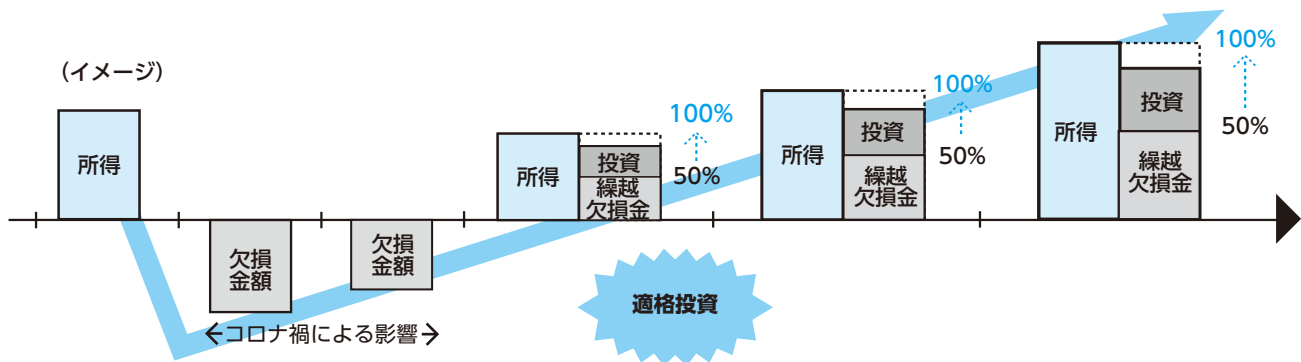 （イメージ）
所得
欠損
金額
欠損
金額
←コロナ禍による影響→
所得
投資
繰越
欠損金
100%
50%
適格投資
所得
投資
繰越
欠損金
100%
50%
所得
投資
繰越
欠損金
100%
50%